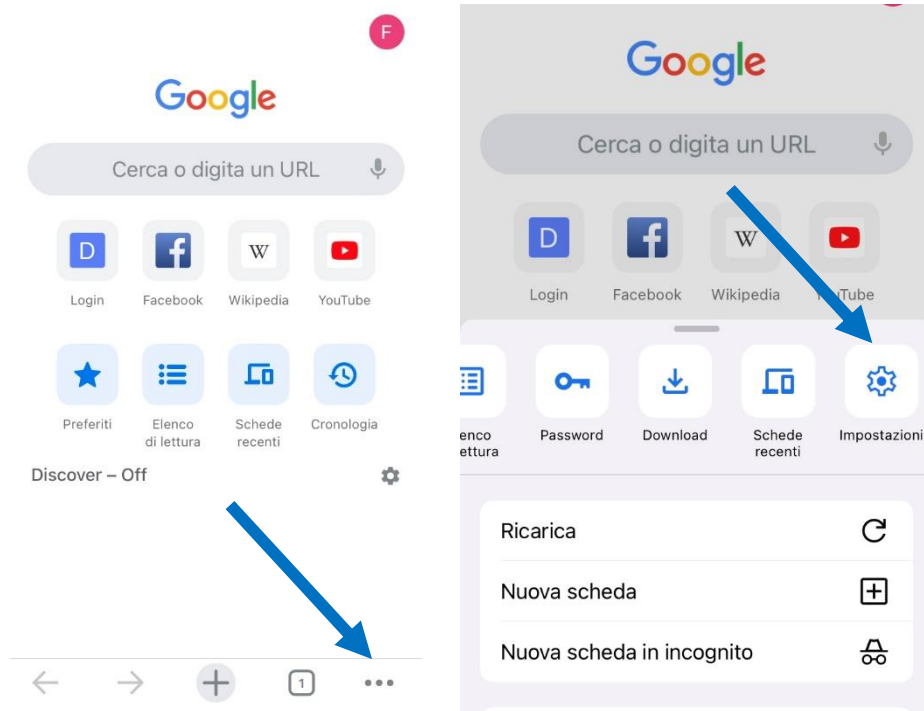 F
Google
Cerca o digita un URL
D
W
Login Facebook Wikipedia YouTube
Preferiti Elenco di lettura Schede recenti Cronologia
Discover – Off
1
Google
Cerca o digita un URL
D
W
Login Facebook Wikipedia YouTube
enco
ettura
Password Download Schede recenti Impostazioni
Ricarica
Nuova scheda
Nuova scheda in incognito